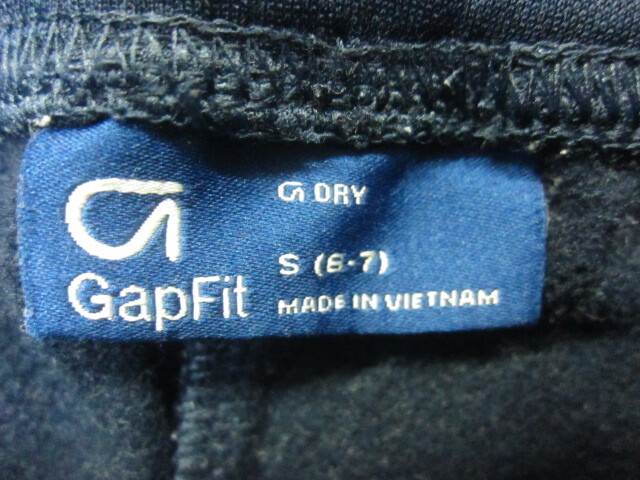 G DRY
S (6-7)
GapFit
MADE IN VIETNAM